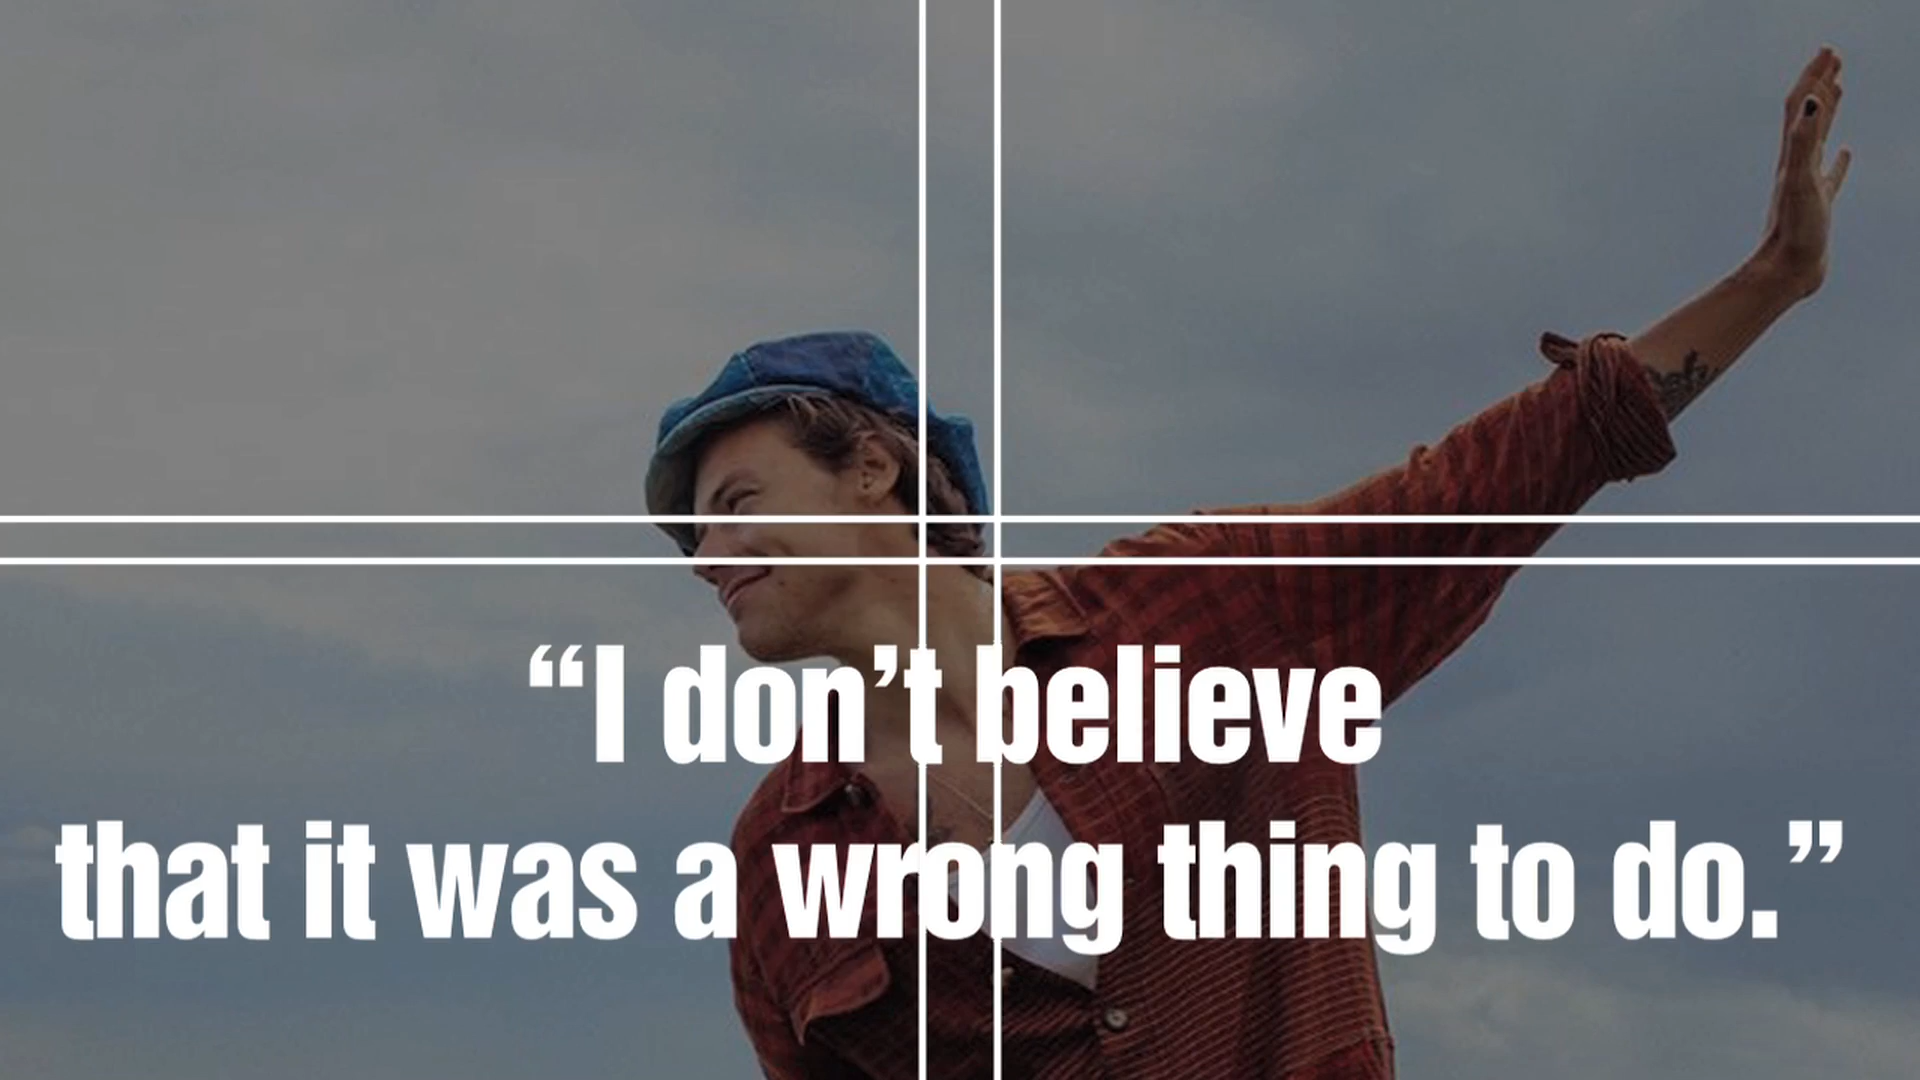 “I don’t believe
that it was a wrong thing to do.”